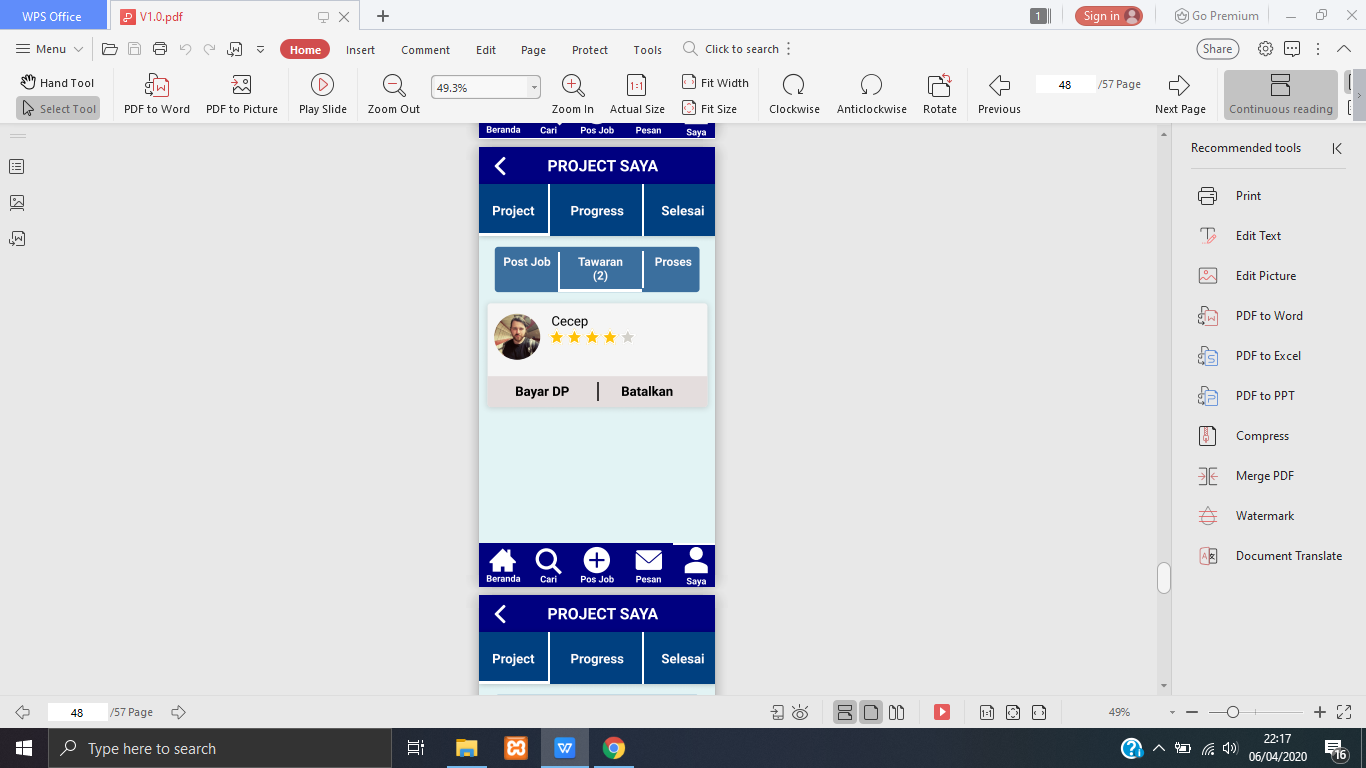 WPS Office
V1.0.pdf
1
Sign in
Go Premium
Menu
Home
Insert
Comment
Edit
Page
Protect
Tools
Click to search
Share
Hand Tool
Select Tool
PDF to Word
PDF to Picture
Play Slide
Zoom Out
49.3%
Zoom In
1:1
Actual Size
Fit Width
Fit Size
Clockwise
Anticlockwise
Rotate
Previous
48 /57 Page
Next Page
Continuous reading
Beranda
Cari
Pos Job
Pesan
Saya
PROJECT SAYA
Project
Progress
Selesai
Post Job
Tawaran
(2)
Proses
Cecep
Bayar DP
Batalkan
Beranda
Cari
Pos Job
Pesan
Saya
PROJECT SAYA
Project
Progress
Selesai
Recommended tools
Print
Edit Text
Edit Picture
PDF to Word
PDF to Excel
PDF to PPT
Compress
Merge PDF
Watermark
Document Translate
48 /57 Page
1:1
49%
Type here to search
22:17
06/04/2020
16